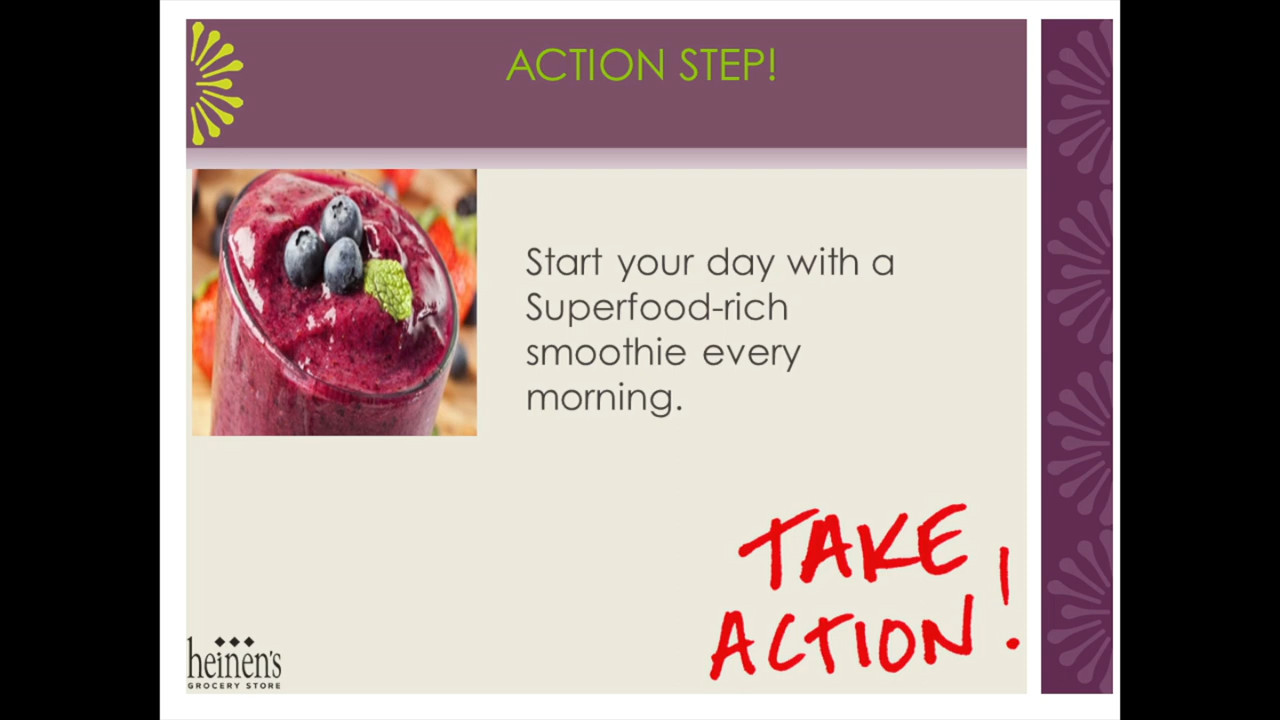 ACTION STEP!
Start your day with a
Superfood-rich
smoothie every
morning.
TAKE
ACTION!
heinen's
GROCERY STORE